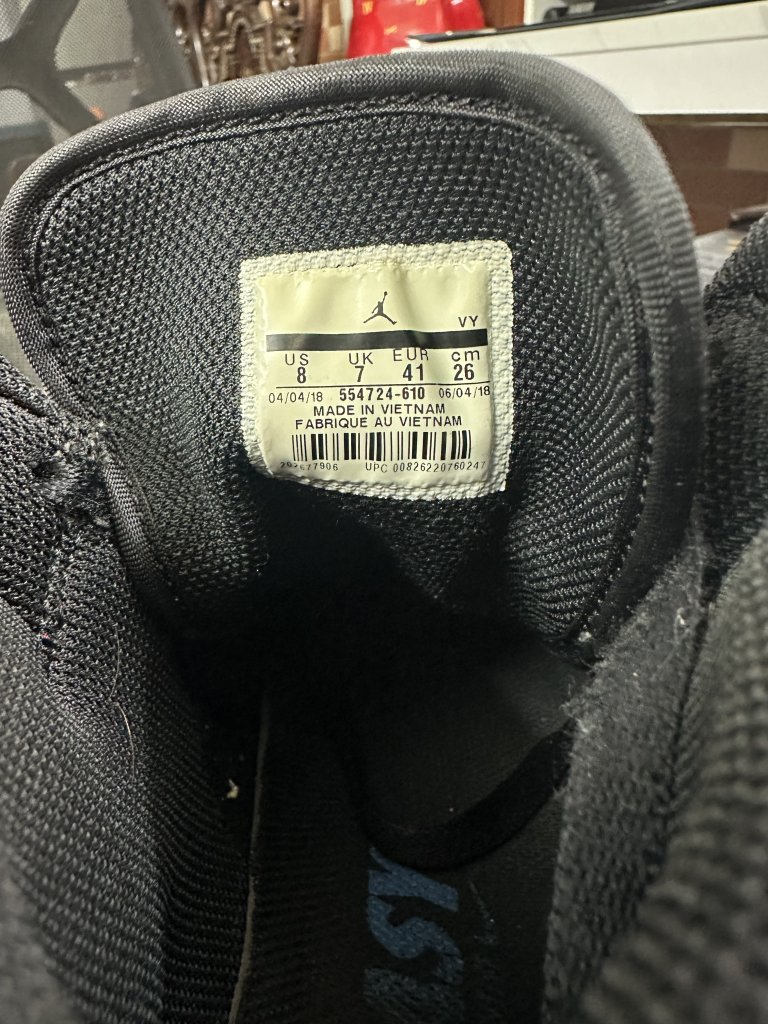 VY
US UK EUR cm
8 7 41 26
04/04/18 554724-610 06/04/18
MADE IN VIETNAM
FABRIQUE AU VIETNAM
292677906 UPC 00826220760247